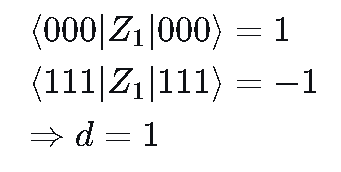 ⟨000|Z₁|000⟩ = 1
⟨111|Z₁|111⟩ = −1
⇒ d = 1